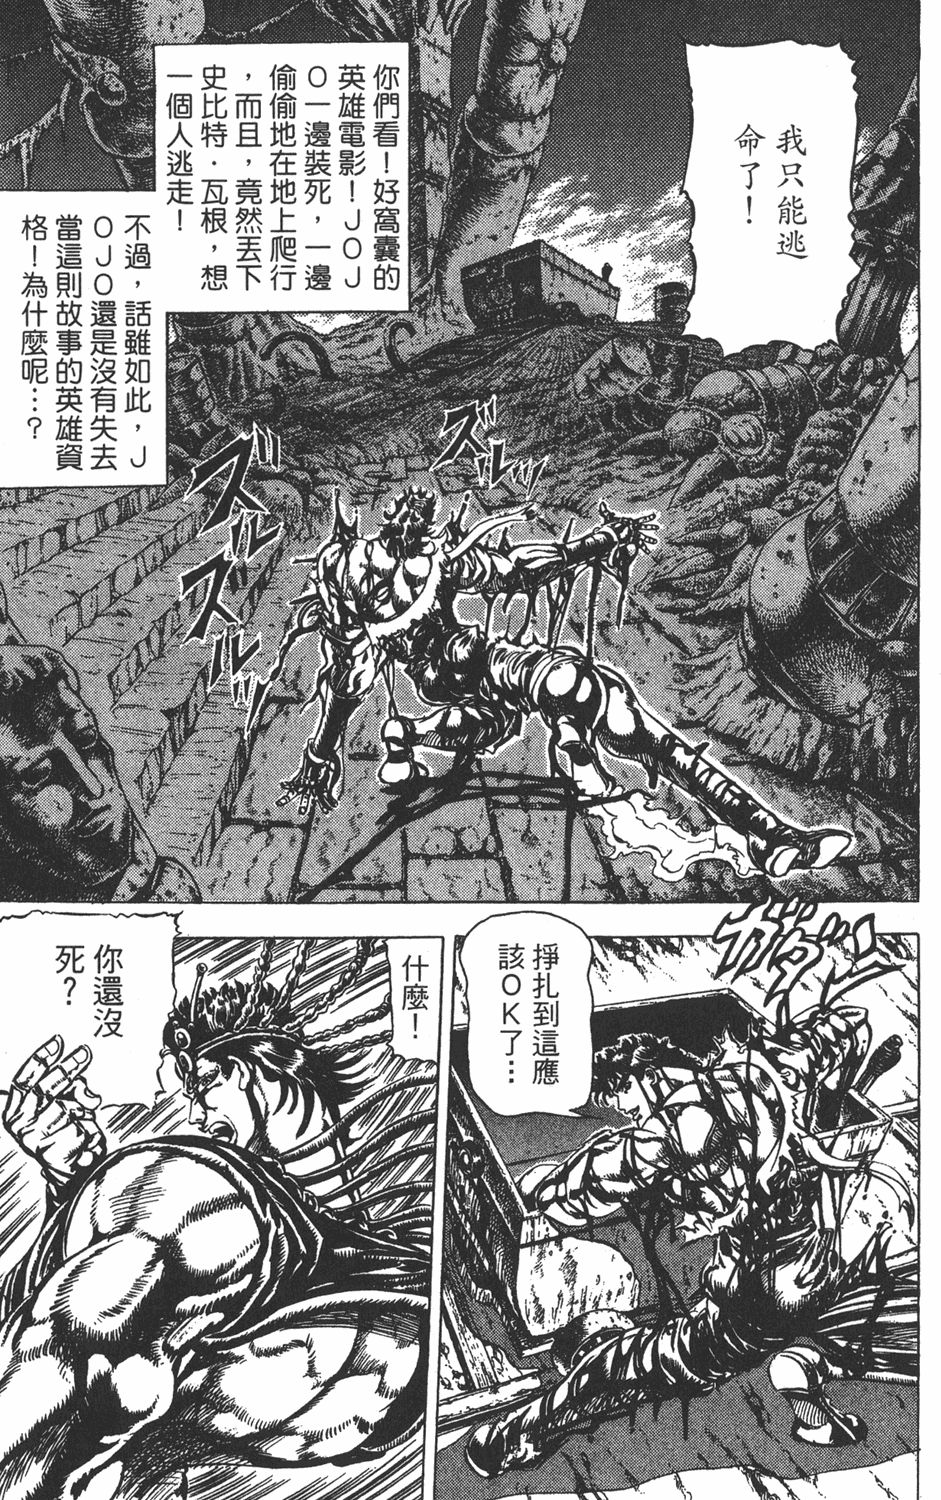 我只能逃
命了！
你們看！好窩囊的
英雄電影！JOJ
O一邊裝死，一邊
偷偷地在地上爬行
，而且，竟然丟下
史比特．瓦根，想
一個人逃走！
不過，話雖如此，J
OJO還是沒有失去
當這則故事的英雄資
格！為什麼呢…？
ズルズル
ズル
ガターン
掙扎到這應
該OK了…
什麼！
你還沒
死？